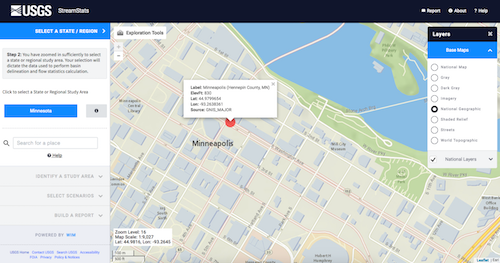 USGS StreamStats
Report About Help
SELECT A STATE / REGION
Step 2: You have zoomed in sufficiently to select
a state or regional study area. Your selection will
dictate the data used to perform basin
delineation and flow statistics calculation.
Click to select a State or Regional Study Area
Minnesota
Search for a place
Help
IDENTIFY A STUDY AREA
SELECT SCENARIOS
BUILD A REPORT
POWERED BY WIM
USGS Home Contact USGS Search USGS Accessibility
FOIA Privacy Policy & Notices
Exploration Tools
Label: Minneapolis (Hennepin County, MN)
ElevFt: 830
Lat: 44.9799654
Lon: -93.2638361
Source: GNIS_MAJOR
Minneapolis
Zoom Level: 16
Map Scale: 1:9,027
Lat: 44.9816, Lon: -93.2645
Layers
Base Maps
National Map
Gray
Dark Gray
Imagery
National Geographic
Shaded Relief
Streets
World Topographic
National Layers
Leaflet